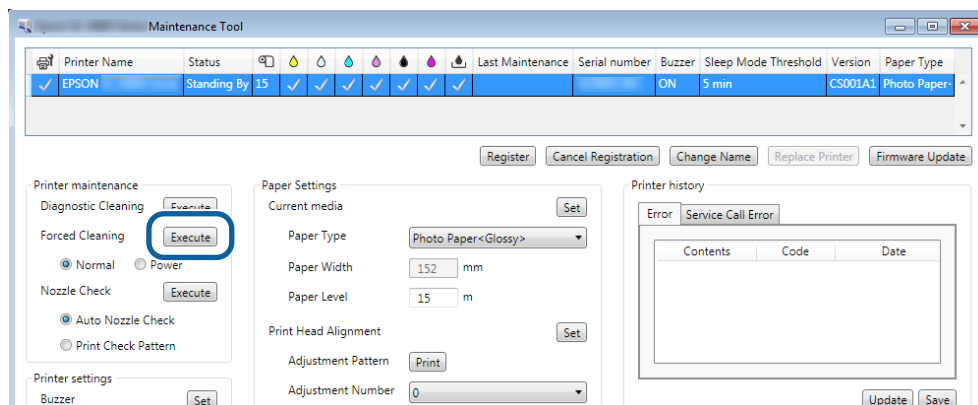 Maintenance Tool
Printer Name Status Last Maintenance Serial number Buzzer Sleep Mode Threshold Version Paper Type
EPSON Standing By 15 ON 5 min CS001A1 Photo Paper
Register Cancel Registration Change Name Replace Printer Firmware Update
Printer maintenance
Diagnostic Cleaning Execute
Forced Cleaning Execute
Normal Power
Nozzle Check Execute
Auto Nozzle Check
Print Check Pattern
Printer settings
Buzzer Set
Paper Settings
Current media Set
Paper Type Photo Paper<Glossy>
Paper Width 152 mm
Paper Level 15 m
Print Head Alignment Set
Adjustment Pattern Print
Adjustment Number 0
Printer history
Error Service Call Error
Contents Code Date
Update Save